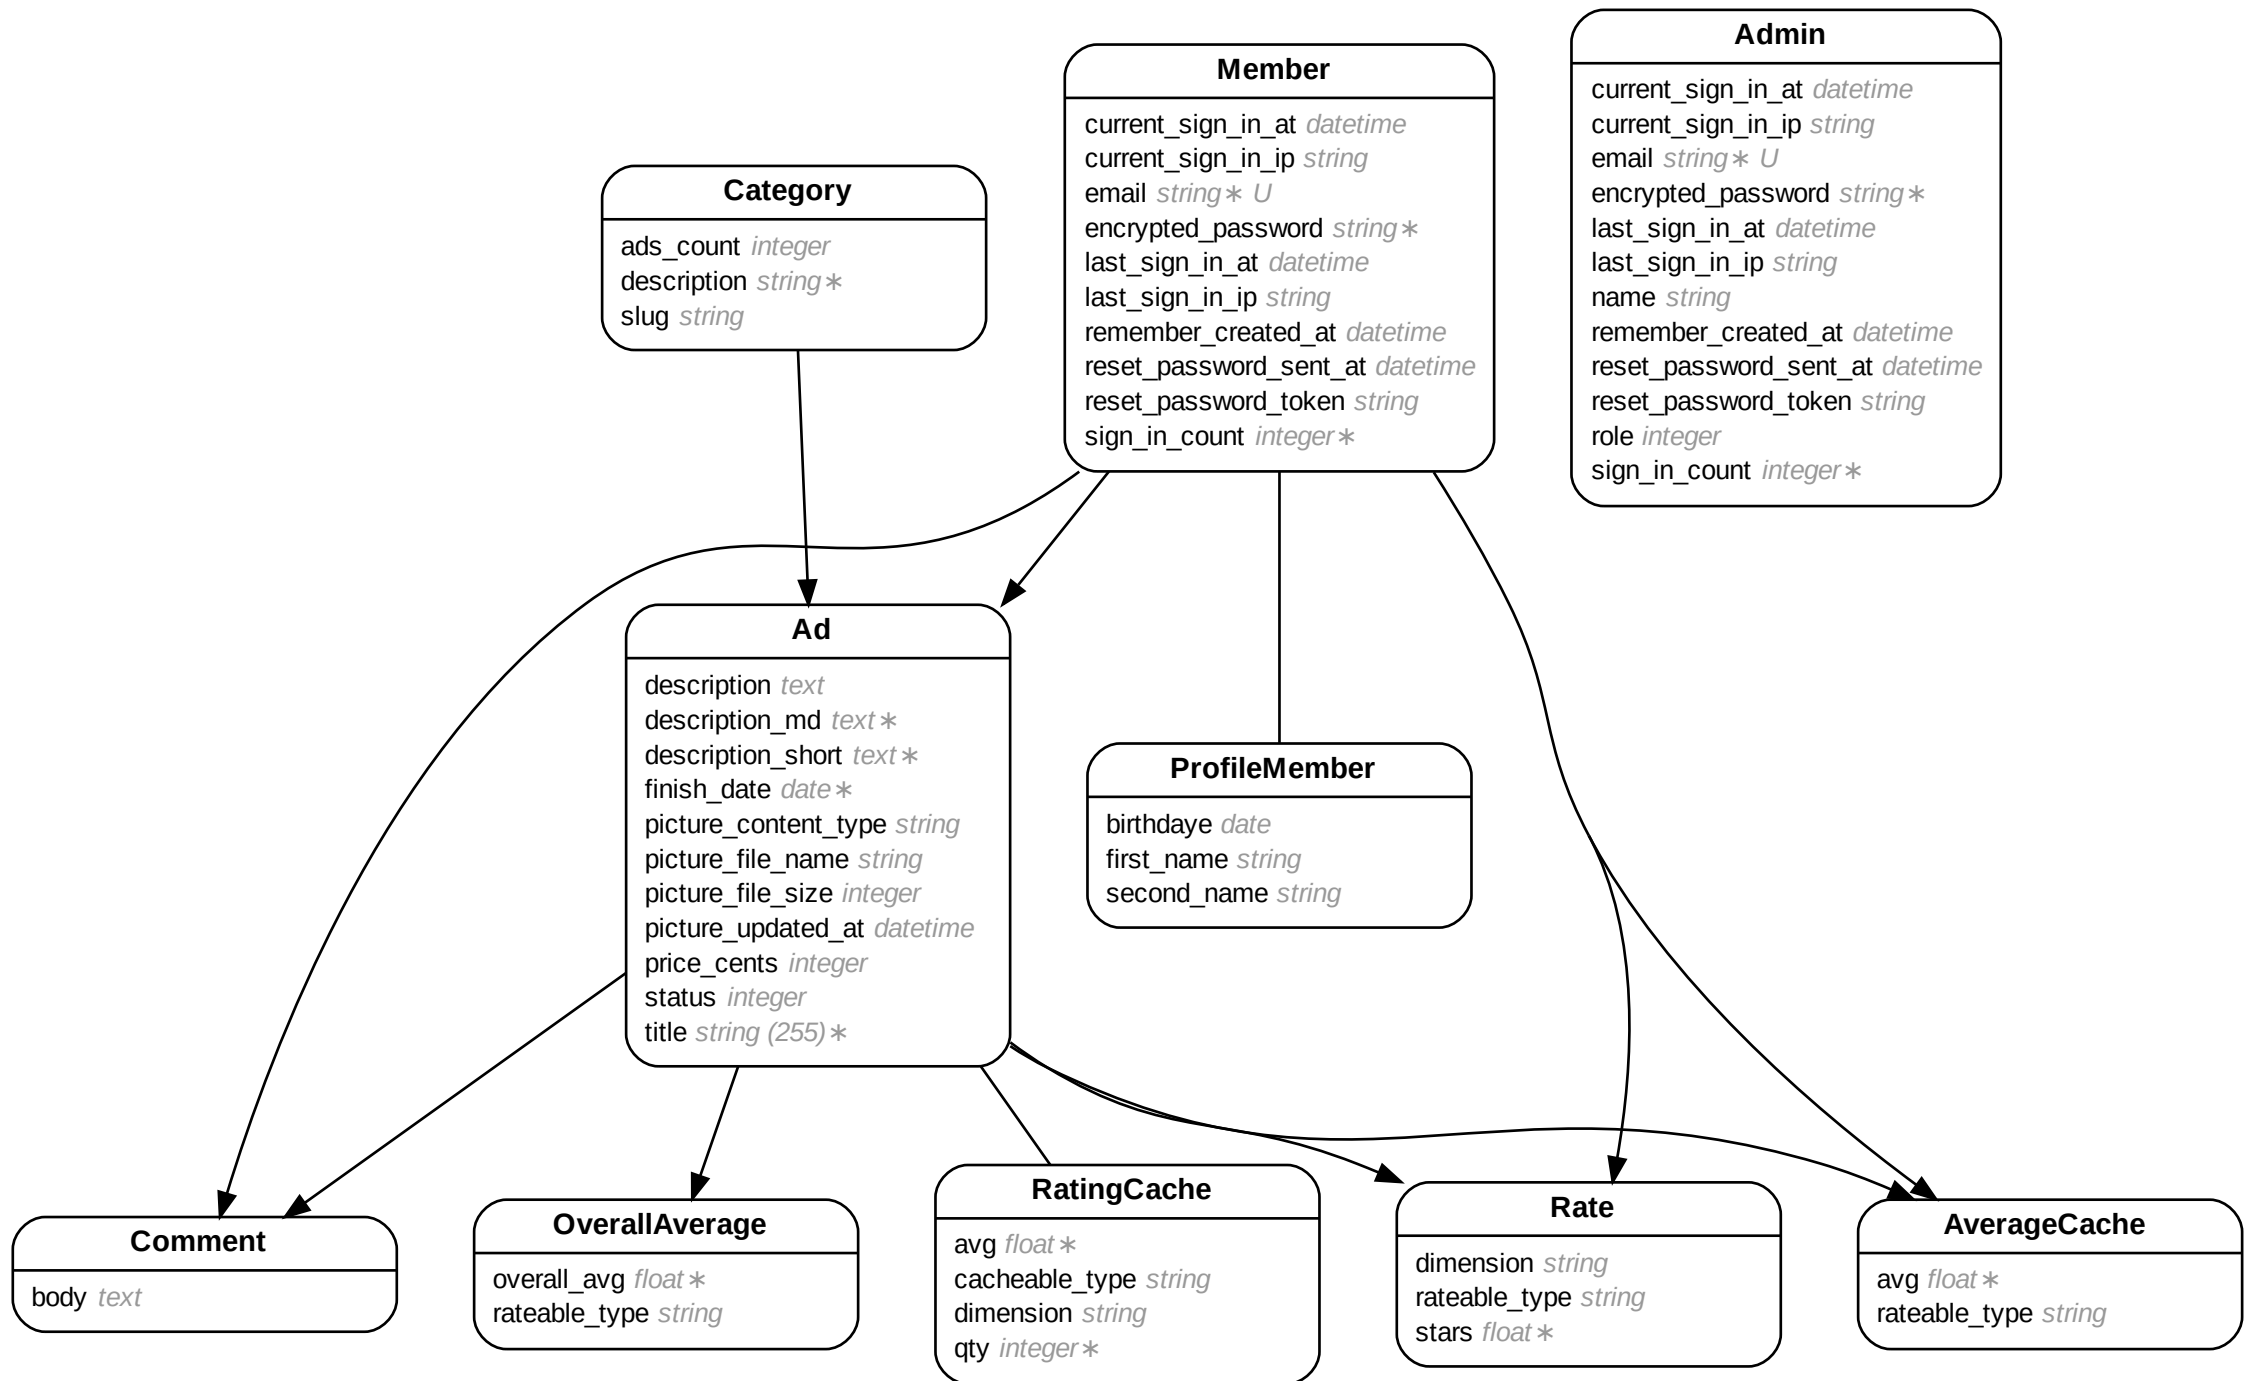 Admin
current_sign_in_at datetime
current_sign_in_ip string
email string∗ U
encrypted_password string∗
last_sign_in_at datetime
last_sign_in_ip string
name string
remember_created_at datetime
reset_password_sent_at datetime
reset_password_token string
role integer
sign_in_count integer∗
Member
current_sign_in_at datetime
current_sign_in_ip string
email string∗ U
encrypted_password string∗
last_sign_in_at datetime
last_sign_in_ip string
remember_created_at datetime
reset_password_sent_at datetime
reset_password_token string
sign_in_count integer∗
Category
ads_count integer
description string∗
slug string
Ad
description text
description_md text∗
description_short text∗
finish_date date∗
picture_content_type string
picture_file_name string
picture_file_size integer
picture_updated_at datetime
price_cents integer
status integer
title string (255)∗
ProfileMember
birthdaye date
first_name string
second_name string
Comment
body text
OverallAverage
overall_avg float∗
rateable_type string
RatingCache
avg float∗
cacheable_type string
dimension string
qty integer∗
Rate
dimension string
rateable_type string
stars float∗
AverageCache
avg float∗
rateable_type string